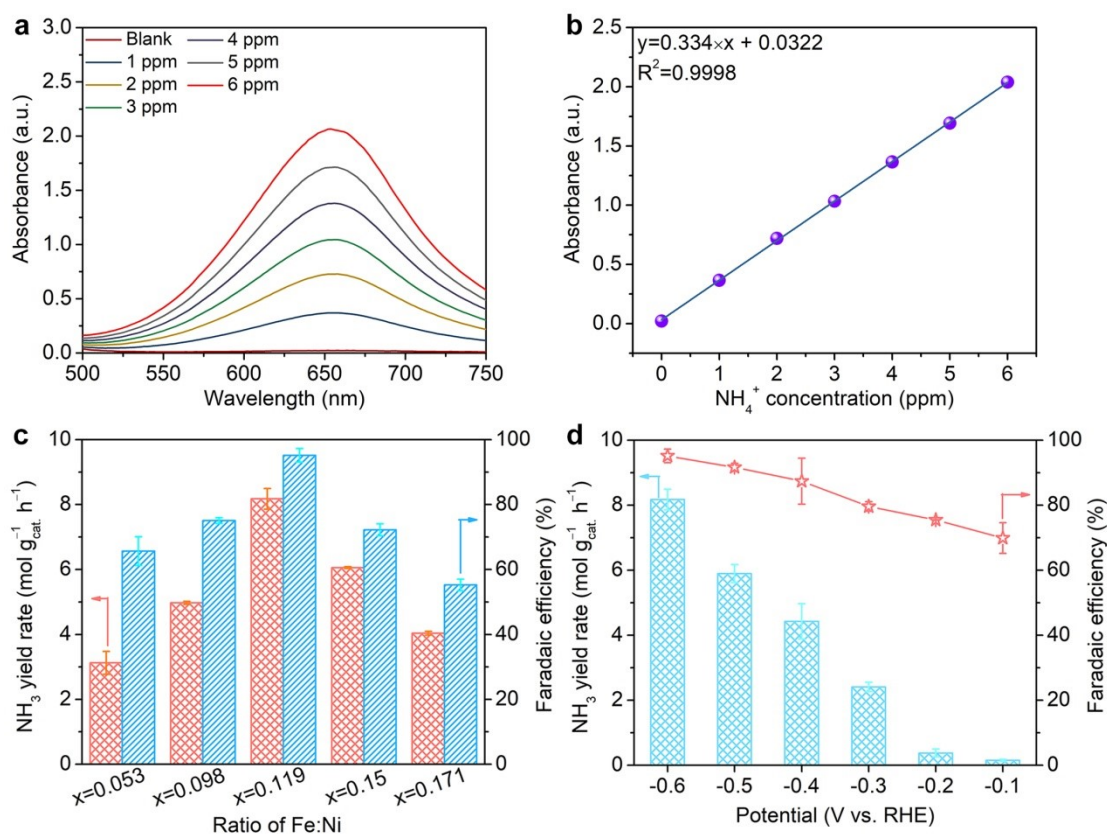 a
3.0
2.5
2.0
1.5
1.0
0.5
0.0
Absorbance (a.u.)
Blank
1 ppm
2 ppm
3 ppm
4 ppm
5 ppm
6 ppm
500 550 600 650 700 750
Wavelength (nm)
b
y=0.334×x + 0.0322
R²=0.9998
2.5
2.0
1.5
1.0
0.5
0.0
Absorbance (a.u.)
0 1 2 3 4 5 6
NH₄⁺ concentration (ppm)
c
10
8
6
4
2
0
NH₃ yield rate (mol g⁻¹cat. h⁻¹)
100
80
60
40
20
0
Faradaic efficiency (%)
x=0.053 x=0.098 x=0.119 x=0.15 x=0.171
Ratio of Fe:Ni
d
10
8
6
4
2
0
NH₃ yield rate (mol g⁻¹cat. h⁻¹)
100
80
60
40
20
0
Faradaic efficiency (%)
-0.6 -0.5 -0.4 -0.3 -0.2 -0.1
Potential (V vs. RHE)